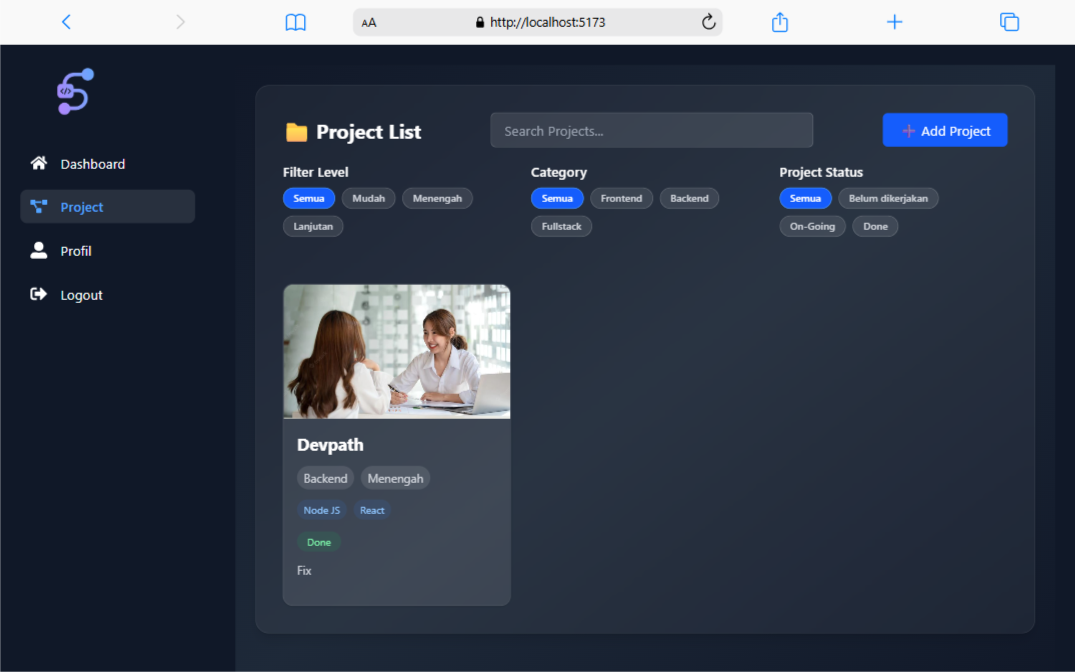 AA http://localhost:5173
Dashboard
Project
Profil
Logout
Project List
Search Projects...
Add Project
Filter Level
Semua Mudah Menengah
Lanjutan
Category
Semua Frontend Backend
Fullstack
Project Status
Semua Belum dikerjakan
On-Going Done
Devpath
Backend Menengah
Node JS React
Done
Fix